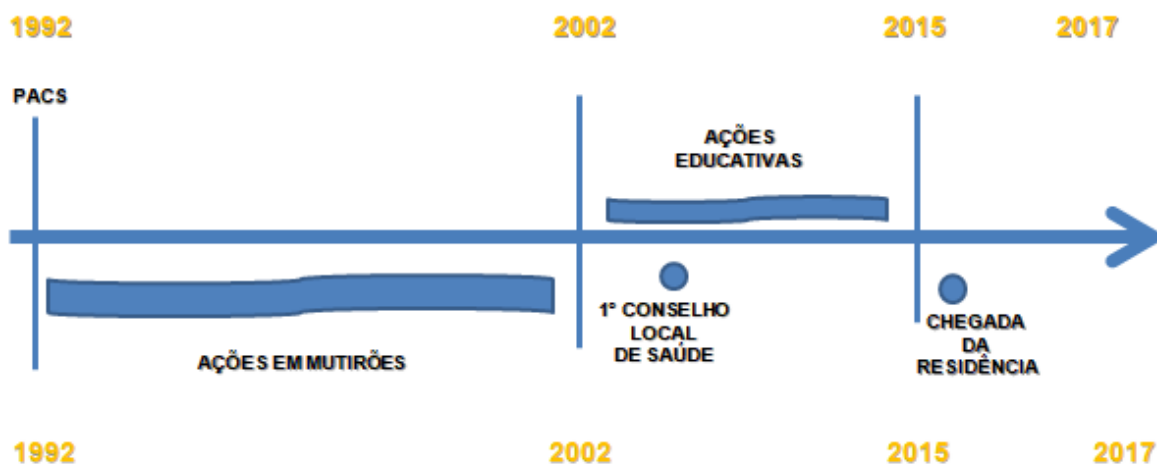 1992 2002 2015 2017
PACS
AÇÕES
EDUCATIVAS
1° CONSELHO
LOCAL
DE SAÚDE
CHEGADA
DA
RESIDÊNCIA
AÇÕES EM MUTIRÕES
1992 2002 2015 2017